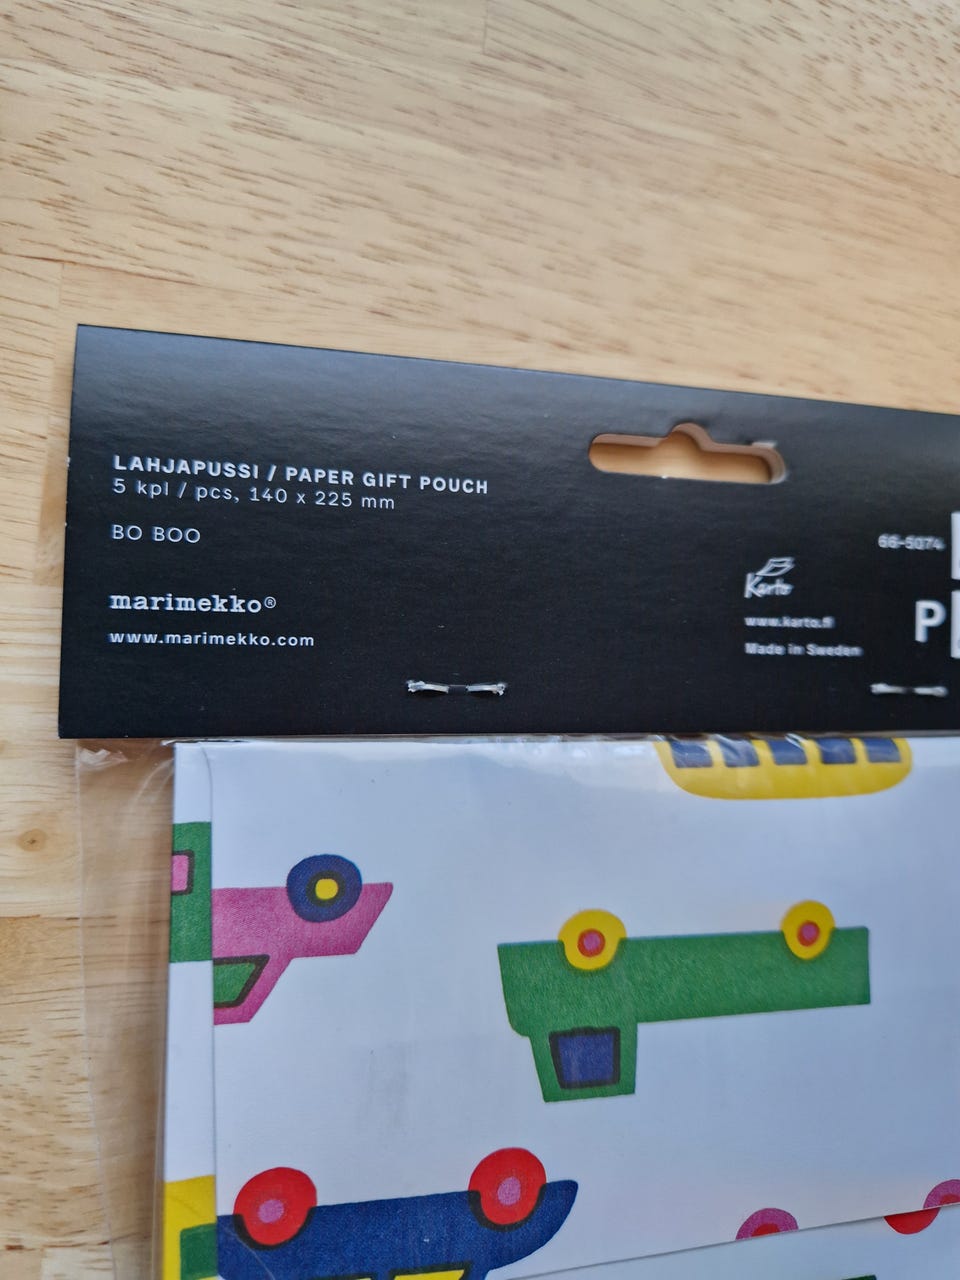 LAHJAPUSSI / PAPER GIFT POUCH
5 kpl / pcs, 140 x 225 mm
BO BOO
marimekko®
www.marimekko.com
Karto
www.karto.fi
Made in Sweden
66-5074
P